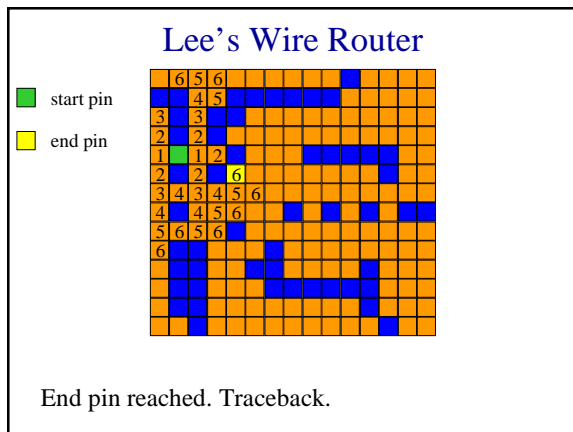 Lee's Wire Router
start pin
end pin
6 5 6
4 5
3 3
2 2
1 1 2
2 2 6
3 4 3 4 5 6
4 4 5 6
5 6 5 6
6
End pin reached. Traceback.